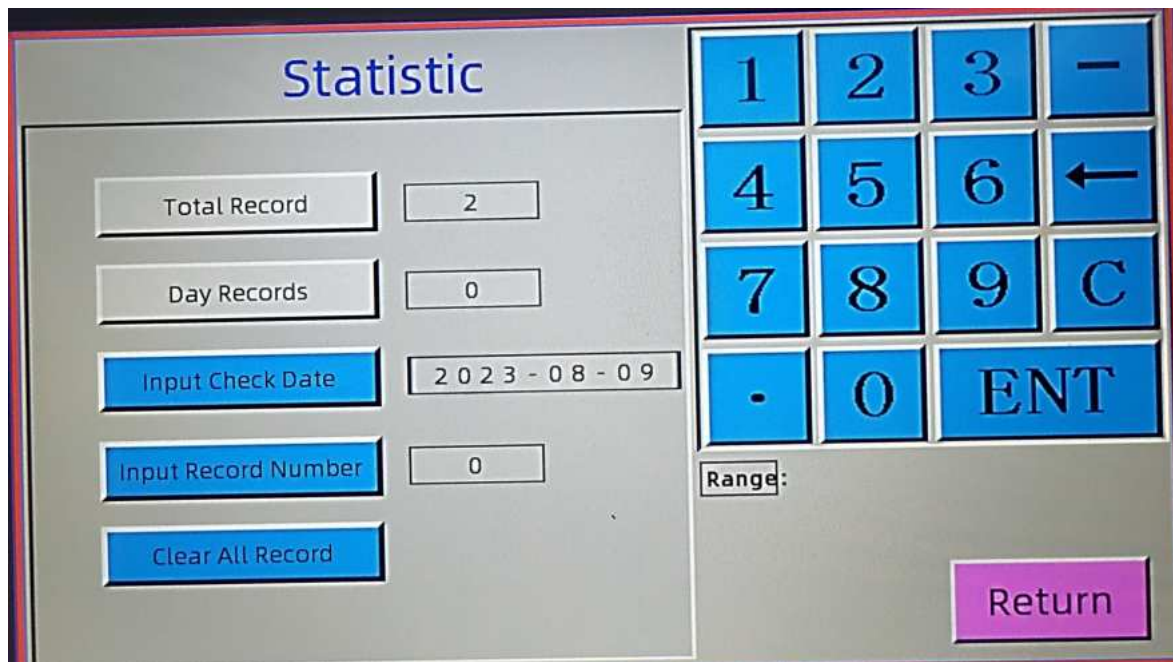 Statistic
Total Record 2
Day Records 0
Input Check Date 2023-08-09
Input Record Number 0
Clear All Record
1 2 3 −
4 5 6 ←
7 8 9 C
. 0 ENT
Range:
Return